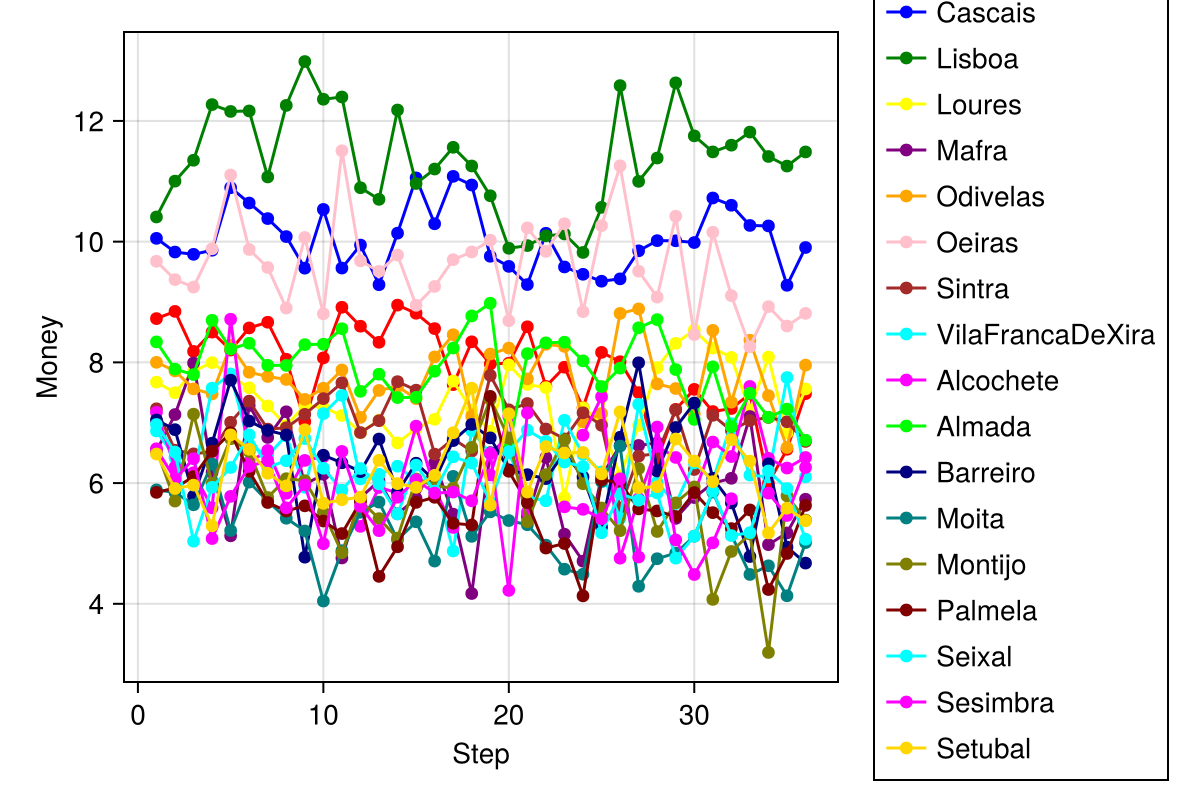 Cascais
Lisboa
Loures
Mafra
Odivelas
Oeiras
Sintra
VilaFrancaDeXira
Alcochete
Almada
Barreiro
Moita
Montijo
Palmela
Seixal
Sesimbra
Setubal
12
10
8
6
4
Money
0
10
20
30
Step